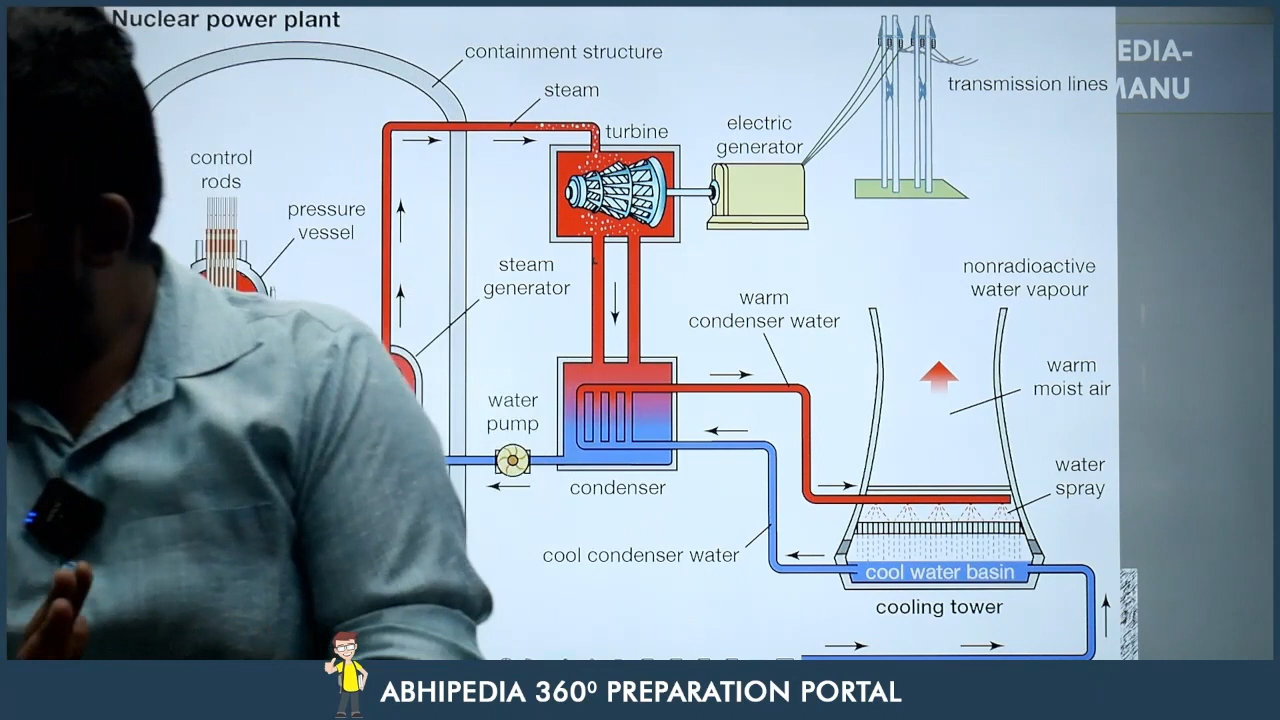 Nuclear power plant
containment structure
steam
turbine
electric
generator
transmission lines
control
rods
pressure
vessel
steam
generator
warm
condenser water
nonradioactive
water vapour
warm
moist air
water
pump
condenser
water
spray
cool condenser water
cool water basin
cooling tower
EDIA-
MANU
ABHIPEDIA 360⁰ PREPARATION PORTAL